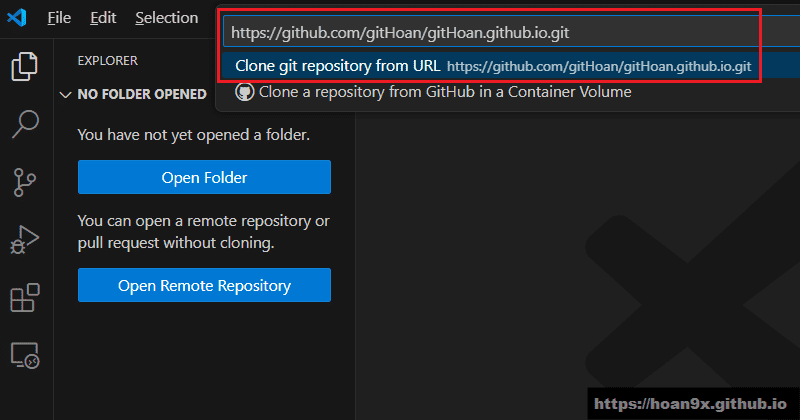 File Edit Selection
https://github.com/gitHoan/gitHoan.github.io.git
Clone git repository from URL https://github.com/gitHoan/gitHoan.github.io.git
Clone a repository from GitHub in a Container Volume
EXPLORER
NO FOLDER OPENED
You have not yet opened a folder.
Open Folder
You can open a remote repository or
pull request without cloning.
Open Remote Repository
https://hoan9x.github.io